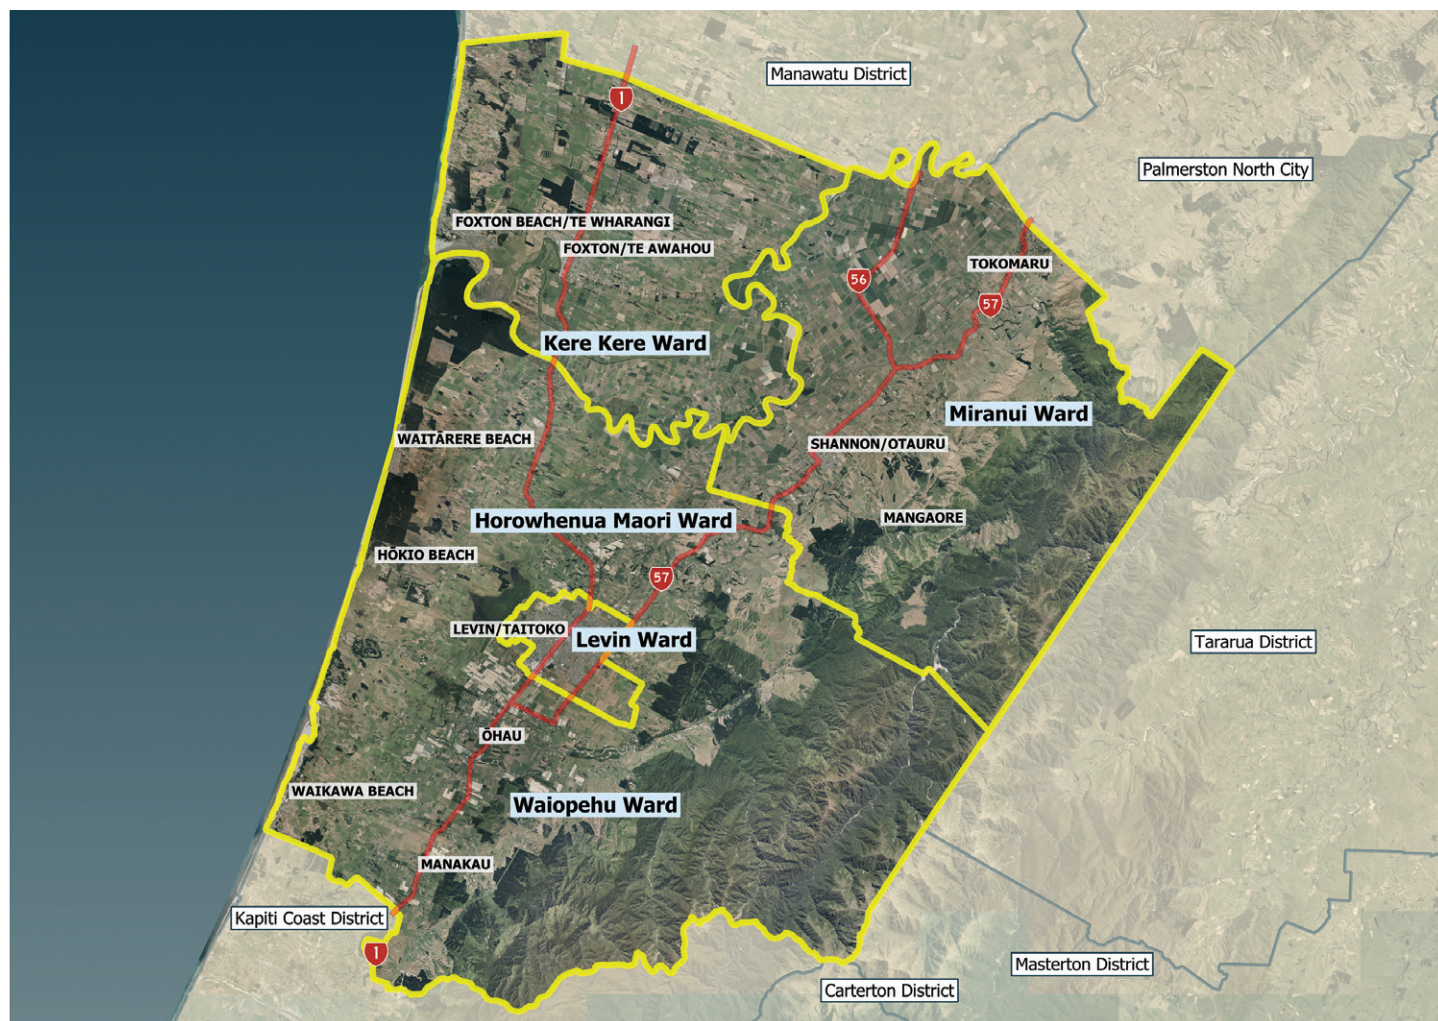 Manawatu District
1
Palmerston North City
FOXTON BEACH/TE WHARANGI
FOXTON/TE AWAHOU
TOKOMARU
56
57
Kere Kere Ward
Miranui Ward
WAITĀRERE BEACH
SHANNON/OTAURU
Horowhenua Maori Ward
MANGAORE
HŌKIO BEACH
57
LEVIN/TAITOKO
Levin Ward
Tararua District
ŌHAU
WAIKAWA BEACH
Waiopehu Ward
MANAKAU
Kapiti Coast District
1
Masterton District
Carterton District